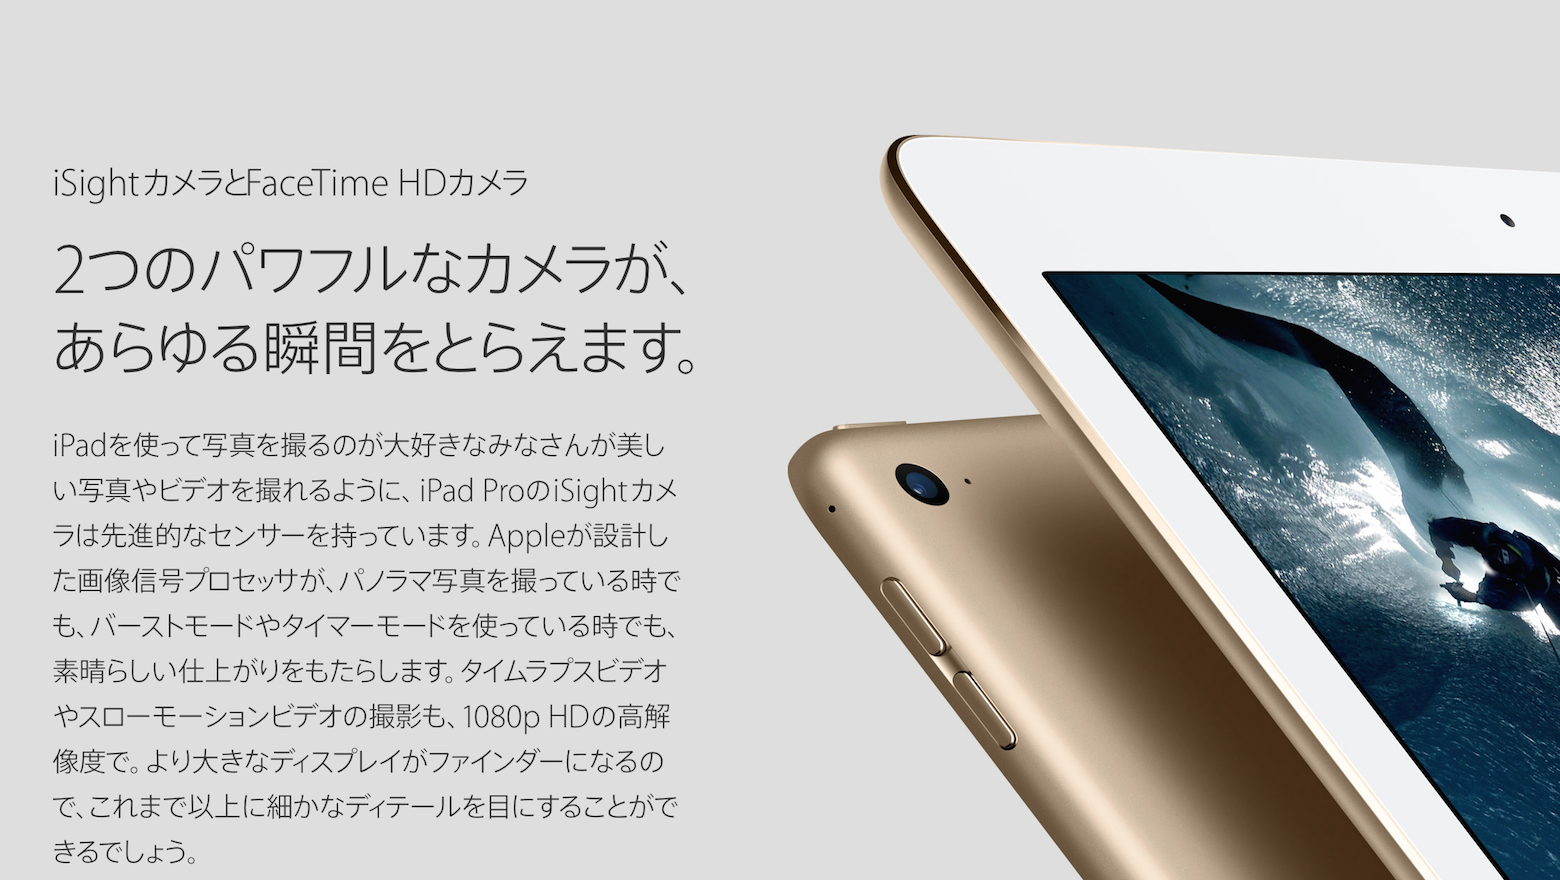 iSightカメラとFaceTime HDカメラ
2つのパワフルなカメラが、
あらゆる瞬間をとらえます。
iPadを使って写真を撮るのが大好きなみなさんが美し
い写真やビデオを撮れるように、iPad ProのiSightカメ
ラは先進的なセンサーを持っています。Appleが設計し
た画像信号プロセッサが、パノラマ写真を撮っている時で
も、バーストモードやタイマーモードを使っている時でも、
素晴らしい仕上がりをもたらします。タイムラプスビデオ
やスローモーションビデオの撮影も、1080p HDの高解
像度で。より大きなディスプレイがファインダーになるの
で、これまで以上に細かなディテールを目にすることがで
きるでしょう。